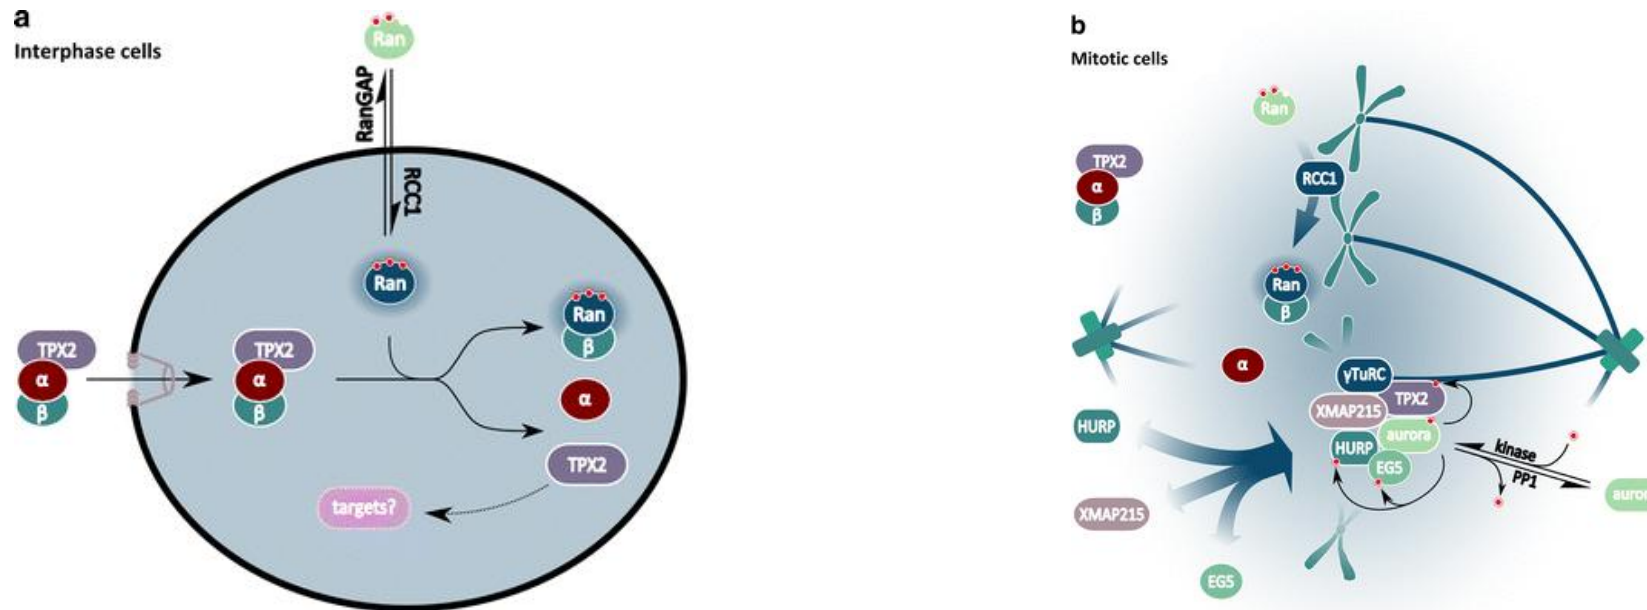 a
Interphase cells
Ran
RanGAP
RCC1
Ran
TPX2
α
β
TPX2
α
β
Ran
β
α
TPX2
targets?
b
Mitotic cells
Ran
TPX2
α
β
RCC1
Ran
β
α
γTuRC
TPX2
XMAP215
aurora
HURP
EG5
HURP
XMAP215
EG5
kinase
PP1
auror